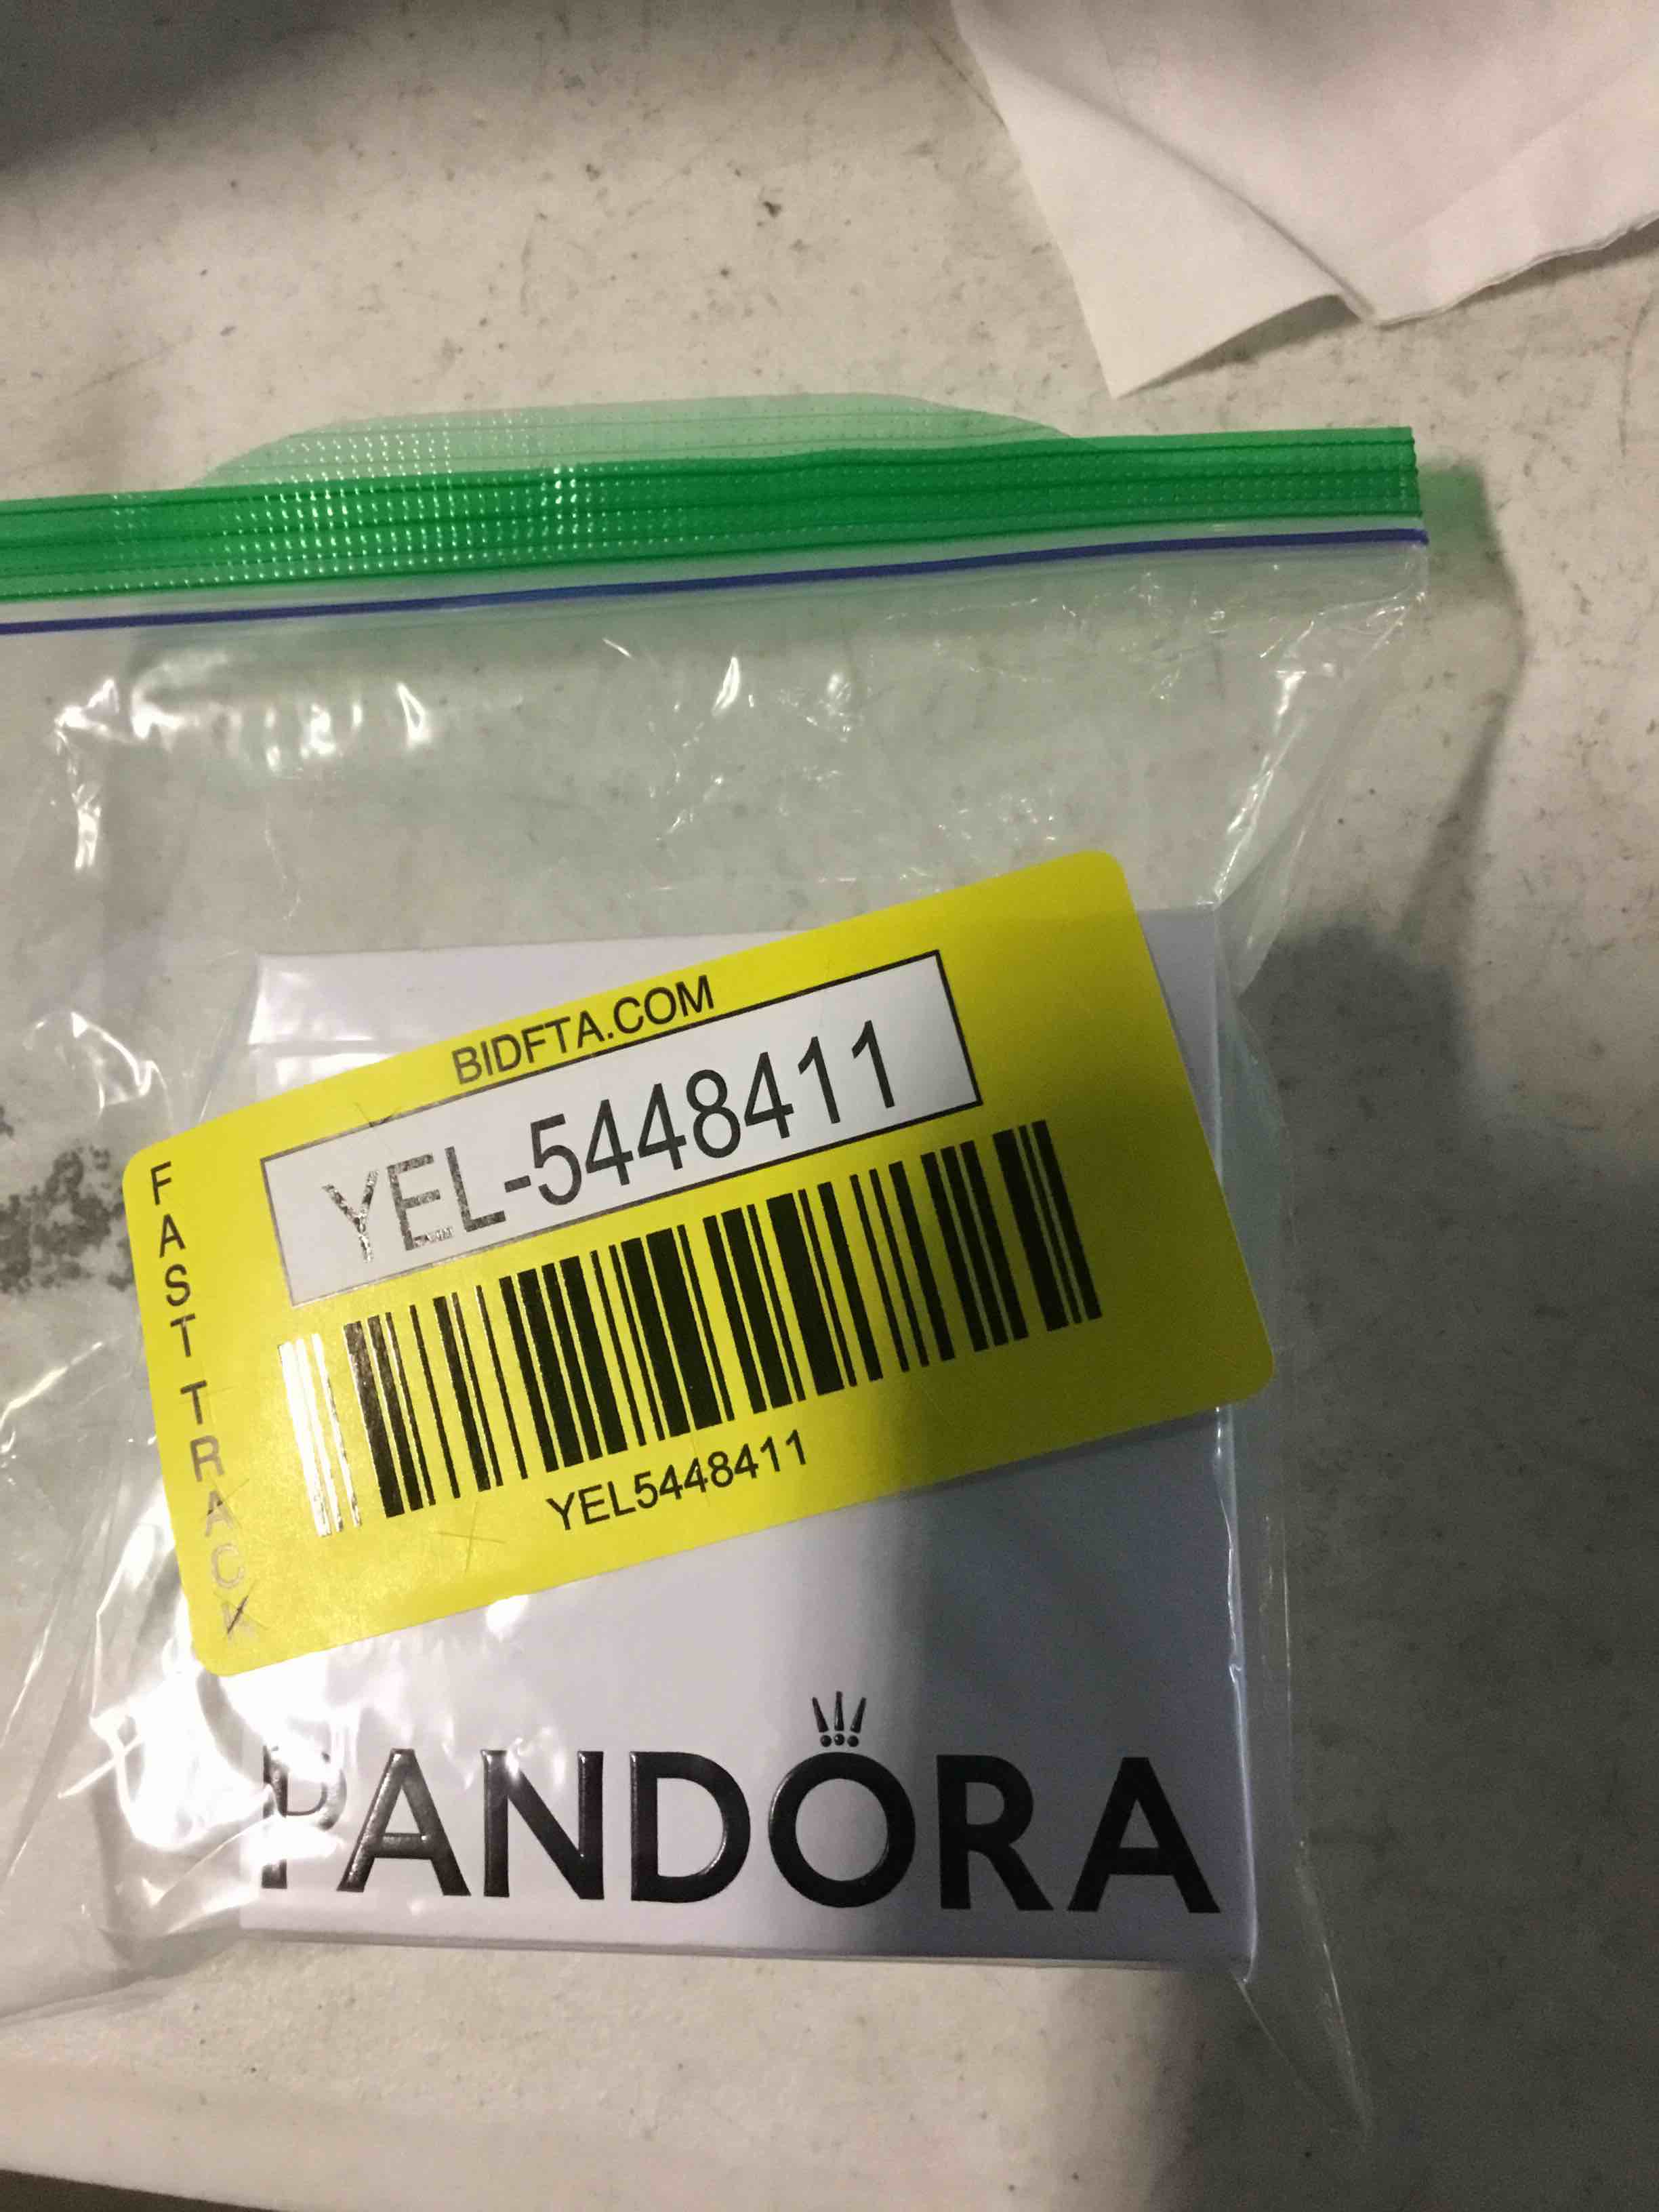 BIDFTA.COM
YEL-5448411
FAST TRACK
YEL5448411
PANDORA